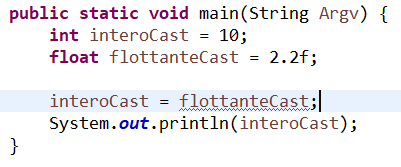 public static void main(String Argv) {
    int interoCast = 10;
    float flottanteCast = 2.2f;

    interoCast = flottanteCast;
    System.out.println(interoCast);
}